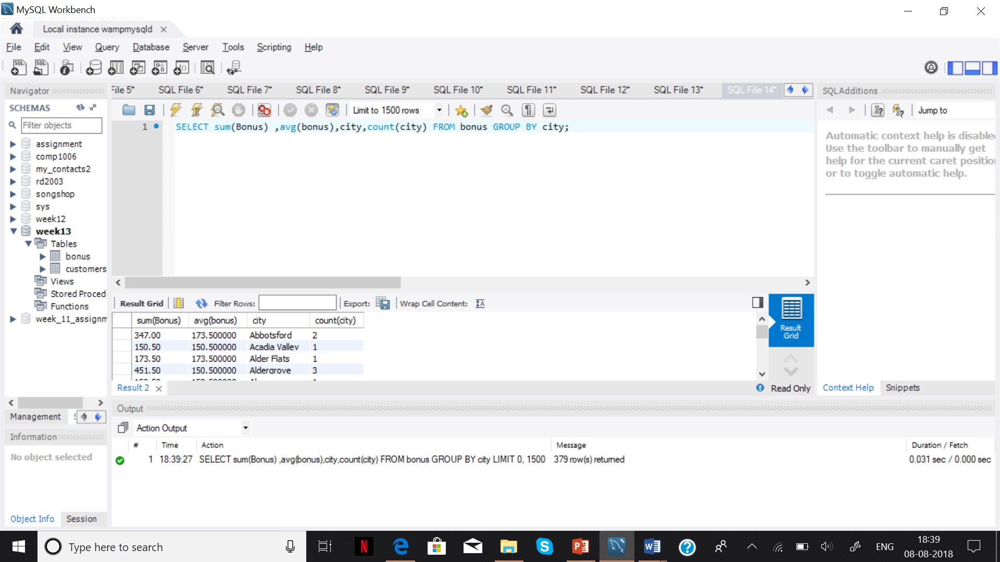 MySQL Workbench
Local instance wampmysqld
File Edit View Query Database Server Tools Scripting Help
Navigator
SCHEMAS
Filter objects
assignment
comp1006
my_contacts2
rd2003
songshop
sys
week12
week13
Tables
bonus
customers
Views
Stored Proced
Functions
week_11_assignm
Management
Information
No object selected
Object Info Session
File 5* SQL File 6* SQL File 7* SQL File 8* SQL File 9* SQL File 10* SQL File 11* SQL File 12* SQL File 13* SQL File 14*
Limit to 1500 rows
1 SELECT sum(Bonus) ,avg(bonus),city,count(city) FROM bonus GROUP BY city;
Result Grid Filter Rows: Export: Wrap Cell Content:
sum(Bonus) avg(bonus) city count(city)
347.00 173.500000 Abbotsford 2
150.50 150.500000 Acadia Valley 1
173.50 173.500000 Alder Flats 1
451.50 150.500000 Aldergrove 3
Result Grid
Result 2 Read Only
SQLAdditions
Jump to
Automatic context help is disable
Use the toolbar to manually get
help for the current caret position
or to toggle automatic help.
Context Help Snippets
Output
Action Output
# Time Action Message Duration / Fetch
1 18:39:27 SELECT sum(Bonus) ,avg(bonus),city,count(city) FROM bonus GROUP BY city LIMIT 0, 1500 379 row(s) returned 0.031 sec / 0.000 sec
Type here to search
ENG
18:39
08-08-2018